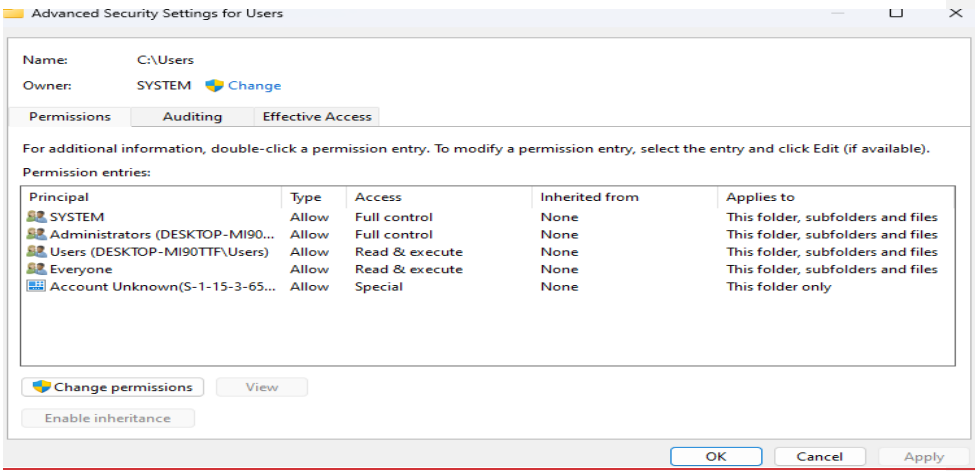 Advanced Security Settings for Users
Name: C:\Users
Owner: SYSTEM Change
Permissions Auditing Effective Access
For additional information, double-click a permission entry. To modify a permission entry, select the entry and click Edit (if available).
Permission entries:
Principal Type Access Inherited from Applies to
SYSTEM Allow Full control None This folder, subfolders and files
Administrators (DESKTOP-MI90... Allow Full control None This folder, subfolders and files
Users (DESKTOP-MI90TTF\Users) Allow Read & execute None This folder, subfolders and files
Everyone Allow Read & execute None This folder, subfolders and files
Account Unknown(S-1-15-3-65... Allow Special None This folder only
Change permissions View
Enable inheritance
OK Cancel Apply